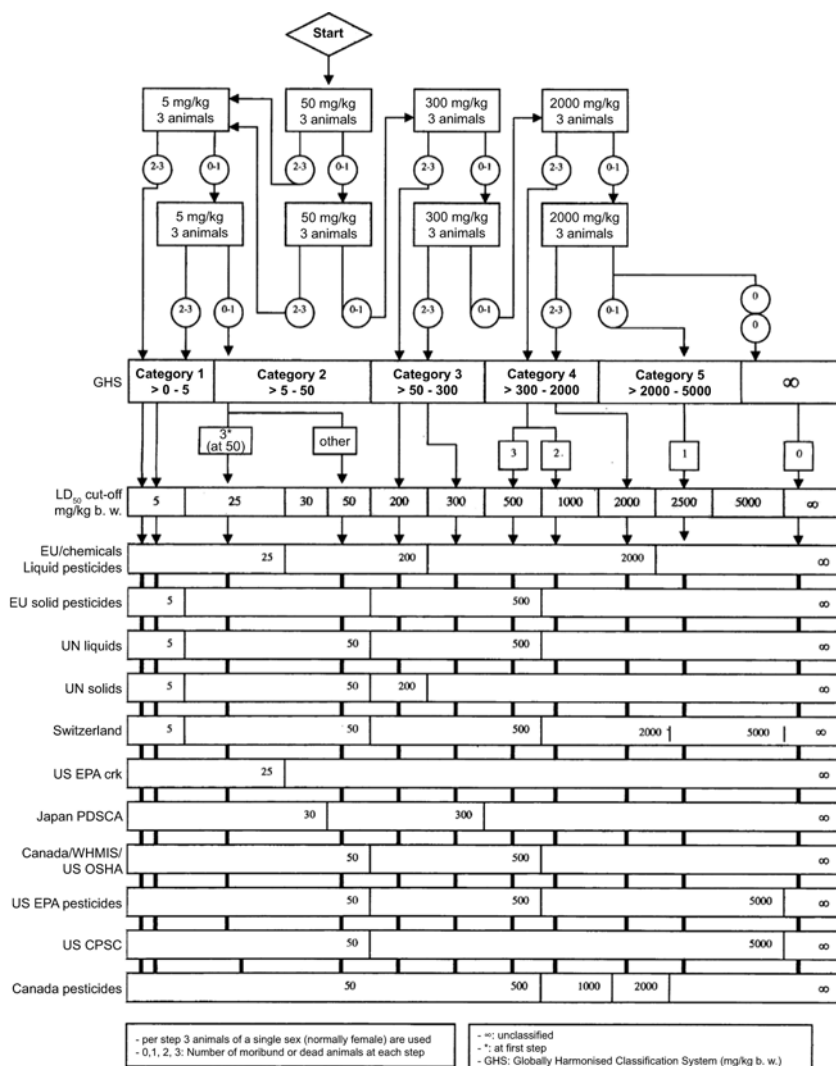 Start
5 mg/kg
3 animals
50 mg/kg
3 animals
300 mg/kg
3 animals
2000 mg/kg
3 animals
2-3
0-1
2-3
0-1
2-3
0-1
2-3
0-1
5 mg/kg
3 animals
50 mg/kg
3 animals
300 mg/kg
3 animals
2000 mg/kg
3 animals
2-3
0-1
2-3
0-1
2-3
0-1
2-3
0-1
0
0
GHS
Category 1
> 0 - 5
Category 2
> 5 - 50
Category 3
> 50 - 300
Category 4
> 300 - 2000
Category 5
> 2000 - 5000
∞
3*
(at 50)
other
3
2.
1
0
LD50 cut-off
mg/kg b. w.
5 25 30 50 200 300 500 1000 2000 2500 5000 ∞
EU/chemicals
Liquid pesticides
25 200 2000 ∞
EU solid pesticides 5 500 ∞
UN liquids 5 50 500 ∞
UN solids 5 50 200 ∞
Switzerland 5 50 500 2000 5000 ∞
US EPA crk 25 ∞
Japan PDSCA 30 300 ∞
Canada/WHMIS/
US OSHA
50 500 ∞
US EPA pesticides 50 500 5000 ∞
US CPSC 50 5000 ∞
Canada pesticides 50 500 1000 2000 ∞
- per step 3 animals of a single sex (normally female) are used
- 0,1, 2, 3: Number of moribund or dead animals at each step
- ∞: unclassified
- *: at first step
- GHS: Globally Harmonised Classification System (mg/kg b. w.)